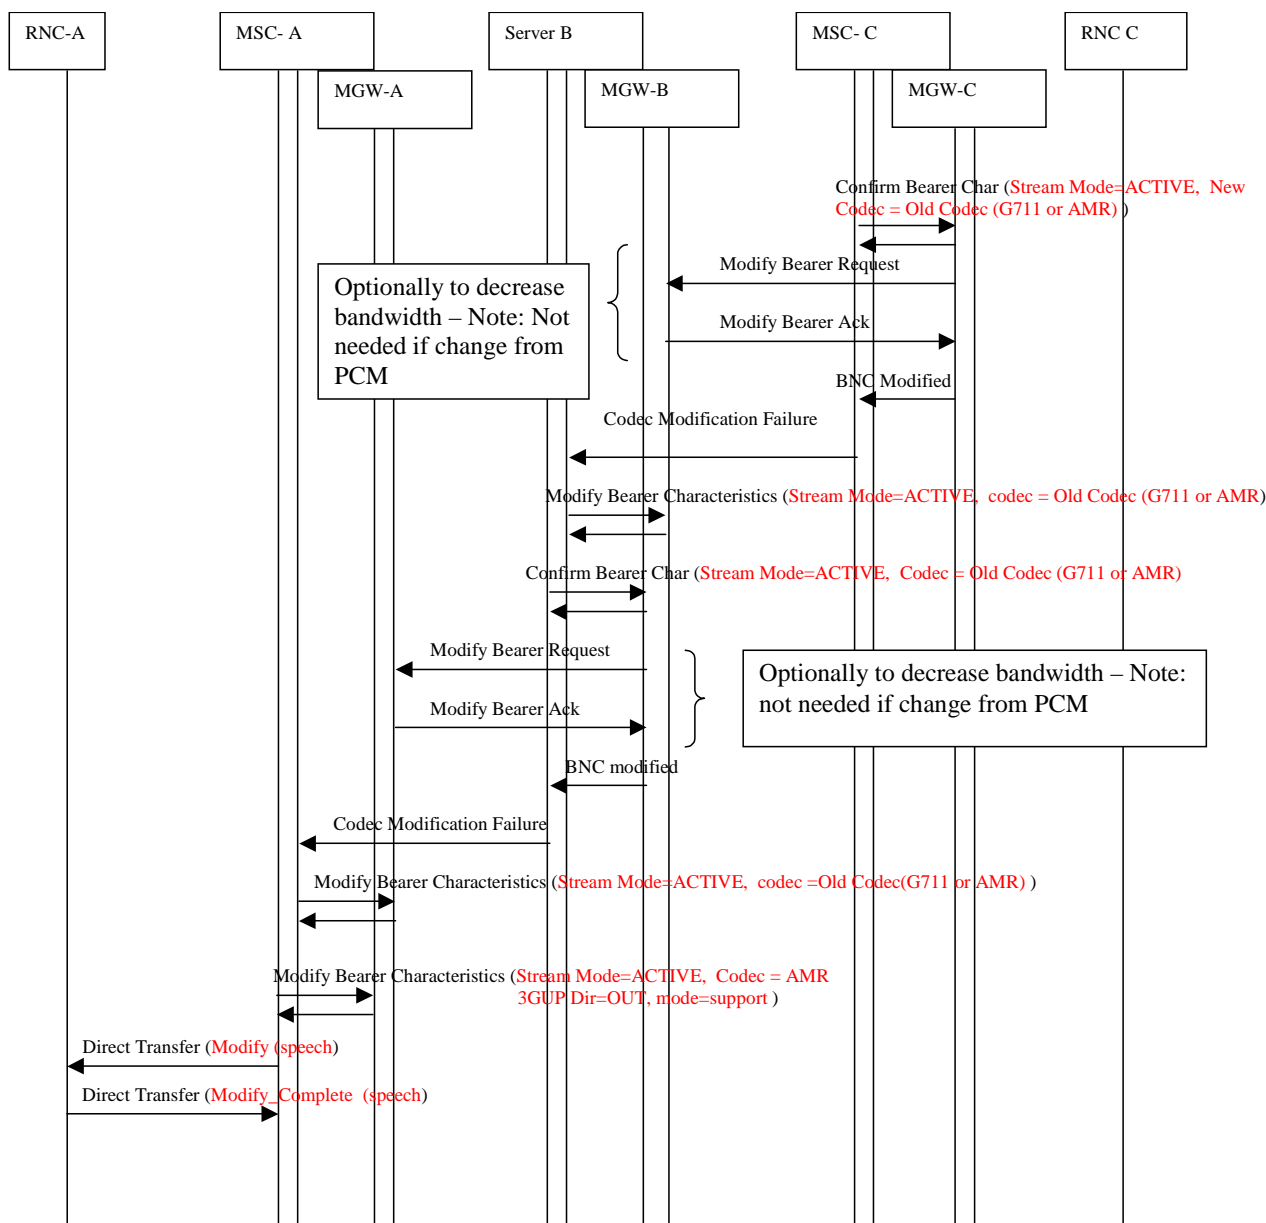 RNC-A
MSC- A
Server B
MSC- C
RNC C
MGW-A
MGW-B
MGW-C
Confirm Bearer Char (Stream Mode=ACTIVE,  New
Codec = Old Codec (G711 or AMR) )
Modify Bearer Request
Optionally to decrease
bandwidth – Note: Not
needed if change from
PCM
Modify Bearer Ack
BNC Modified
Codec Modification Failure
Modify Bearer Characteristics (Stream Mode=ACTIVE,  codec = Old Codec (G711 or AMR)
Confirm Bearer Char (Stream Mode=ACTIVE,  Codec = Old Codec (G711 or AMR)
Modify Bearer Request
Optionally to decrease bandwidth – Note:
not needed if change from PCM
Modify Bearer Ack
BNC modified
Codec Modification Failure
Modify Bearer Characteristics (Stream Mode=ACTIVE,  codec =Old Codec(G711 or AMR) )
Modify Bearer Characteristics (Stream Mode=ACTIVE,  Codec = AMR
3GUP Dir=OUT, mode=support )
Direct Transfer (Modify (speech)
Direct Transfer (Modify_Complete  (speech)